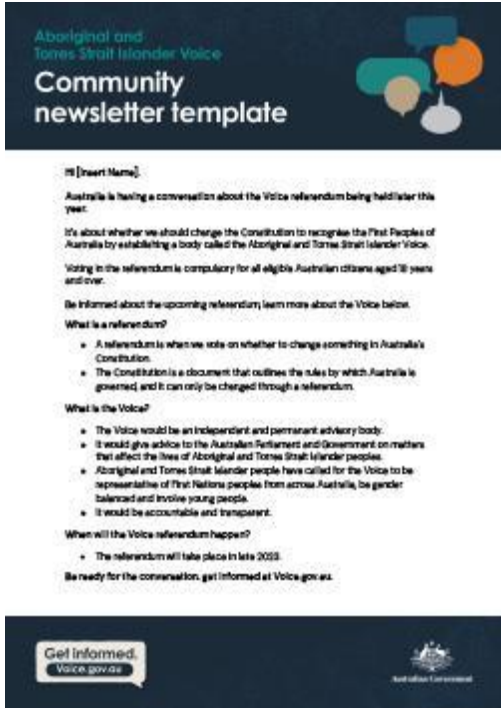 Aboriginal and
Torres Strait Islander Voice
Community
newsletter template
Hi [Insert Name].
Australia is having a conversation about the Voice referendum being held later this
year.
It's about whether we should change the Constitution to recognise the First Peoples of
Australia by establishing a body called the Aboriginal and Torres Strait Islander Voice.
Voting in the referendum is compulsory for all eligible Australian citizens aged 18 years
and over.
Be informed about the upcoming referendum, learn more about the Voice below.
What is a referendum?
• A referendum is when we vote on whether to change something in Australia's
Constitution.
• The Constitution is a document that outlines the rules by which Australia is
governed, and it can only be changed through a referendum.
What is the Voice?
• The Voice would be an independent and permanent advisory body.
• It would give advice to the Australian Parliament and Government on matters
that affect the lives of Aboriginal and Torres Strait Islander peoples.
• Aboriginal and Torres Strait Islander people have called for the Voice to be
representative of First Nations peoples from across Australia, be gender
balanced and involve young people.
• It would be accountable and transparent.
When will the Voice referendum happen?
• The referendum will take place in late 2023.
Be ready for the conversation. get informed at Voice.gov.au.
Get informed.
Voice.gov.au
Australian Government